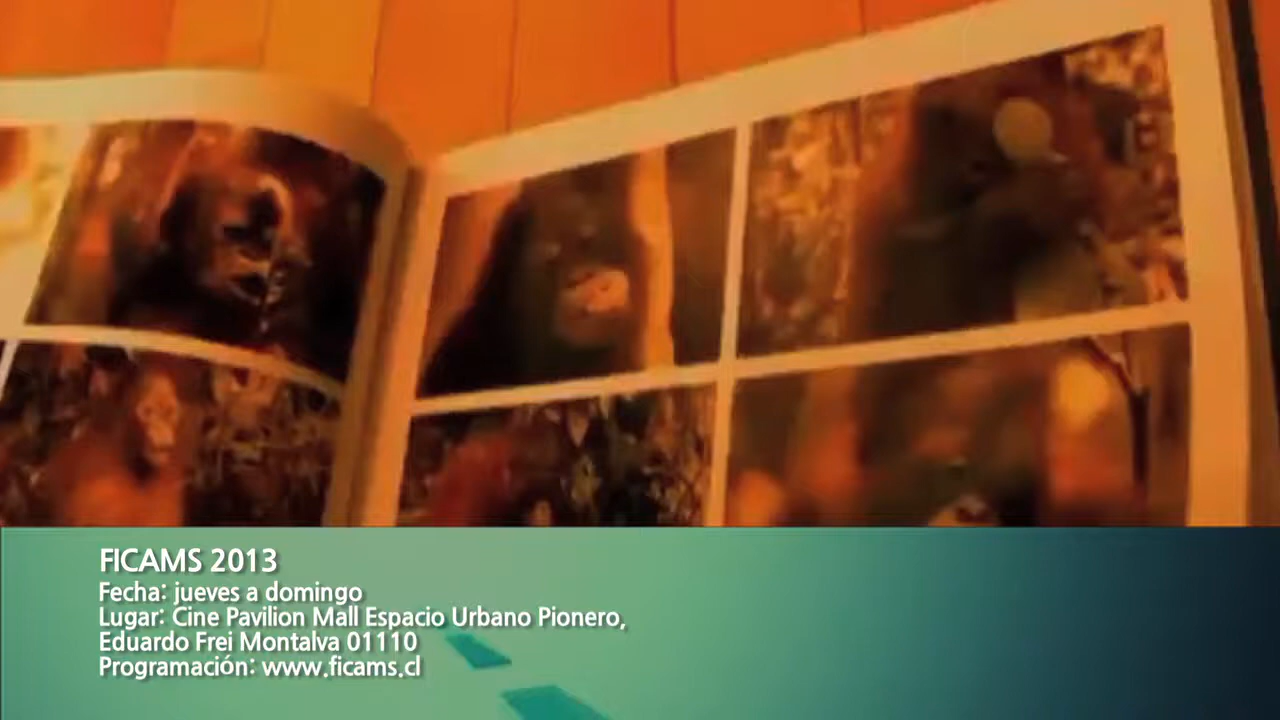 FICAMS 2013
Fecha: jueves a domingo
Lugar: Cine Pavilion Mall Espacio Urbano Pionero,
Eduardo Frei Montalva 01110
Programación: www.ficams.cl